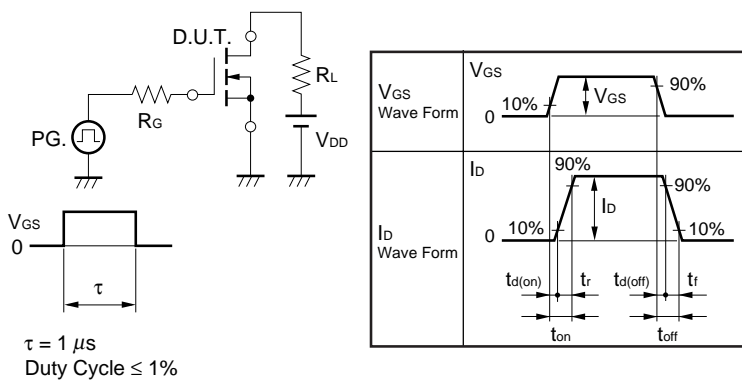 D.U.T.
RL
RG
PG.
VDD
VGS
0
τ
τ = 1 μs
Duty Cycle ≤ 1%
VGS
Wave Form
VGS
VGS
10%
90%
0
ID
Wave Form
ID
90%
90%
ID
10%
10%
0
td(on)
tr
td(off)
tf
ton
toff